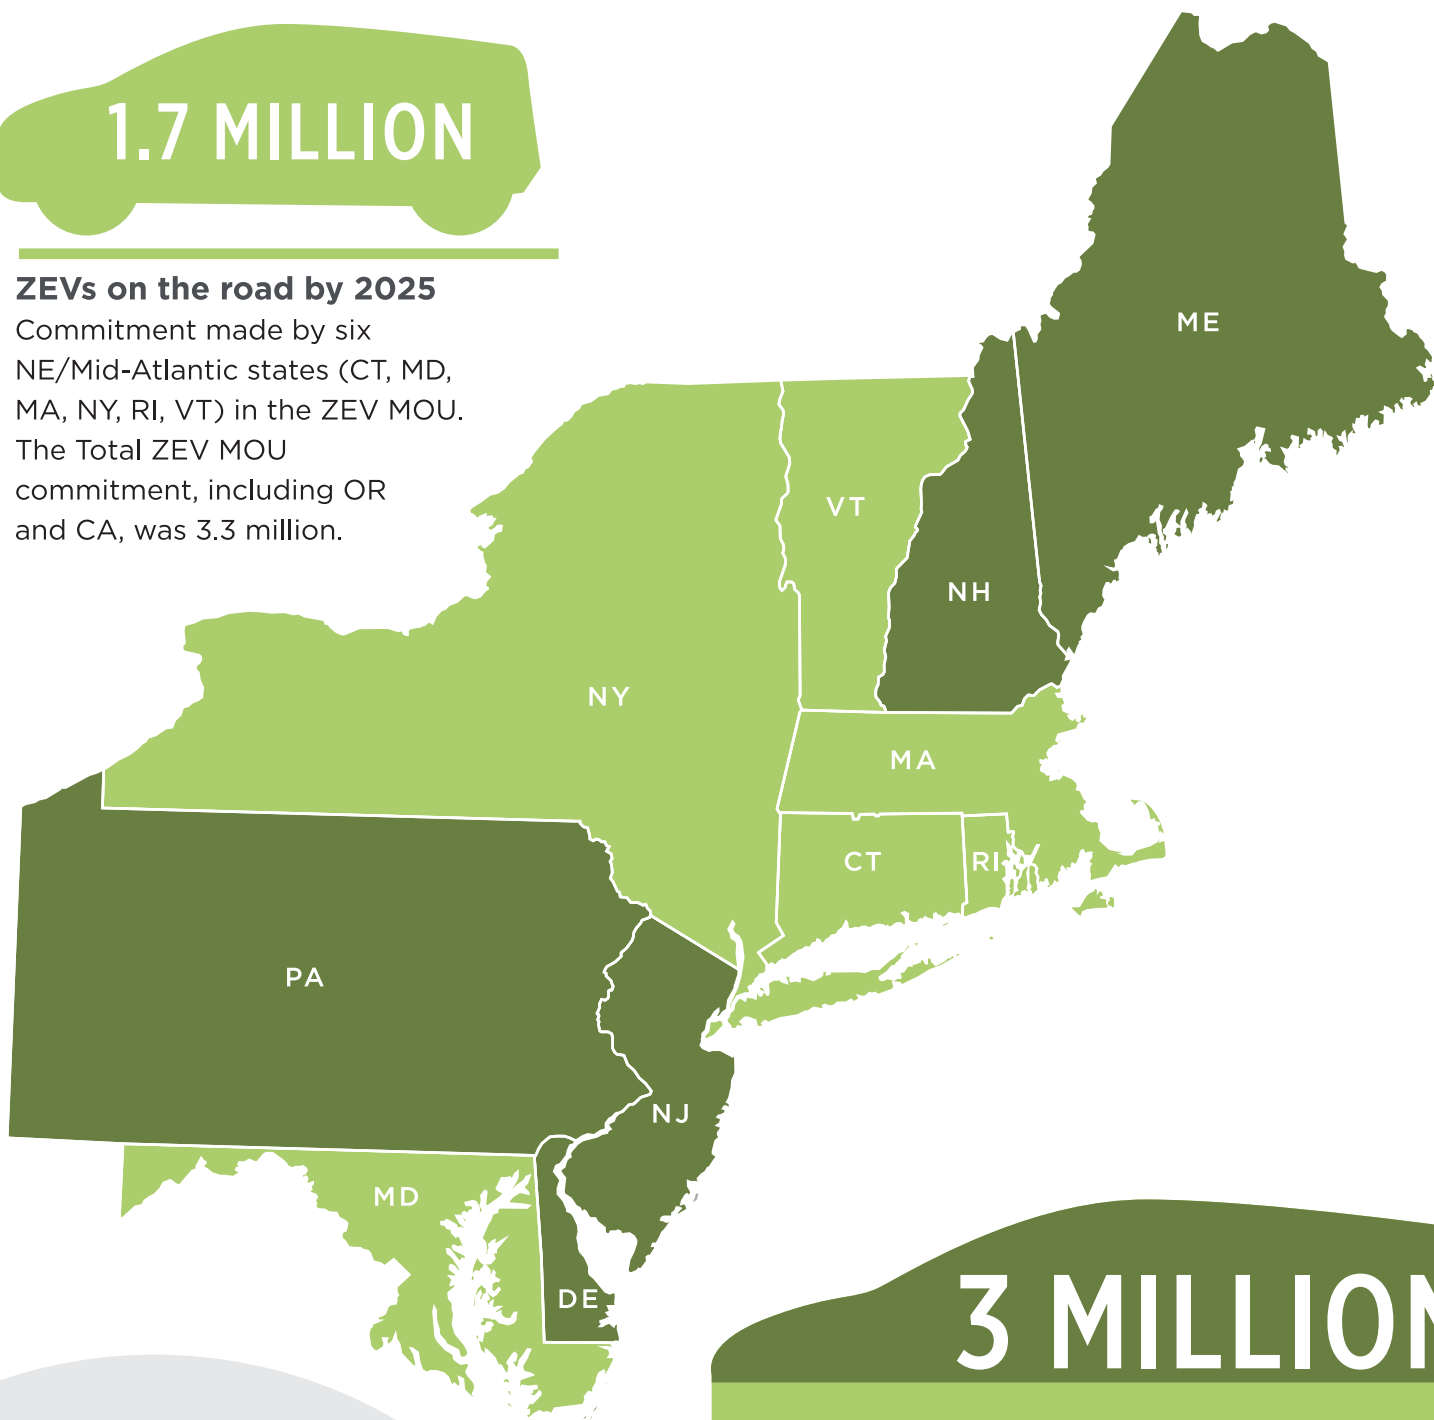 1.7 MILLION
ZEVs on the road by 2025
Commitment made by six
NE/Mid-Atlantic states (CT, MD,
MA, NY, RI, VT) in the ZEV MOU.
The Total ZEV MOU
commitment, including OR
and CA, was 3.3 million.
ME
VT
NH
NY
MA
CT
RI
PA
NJ
MD
DE
3 MILLION